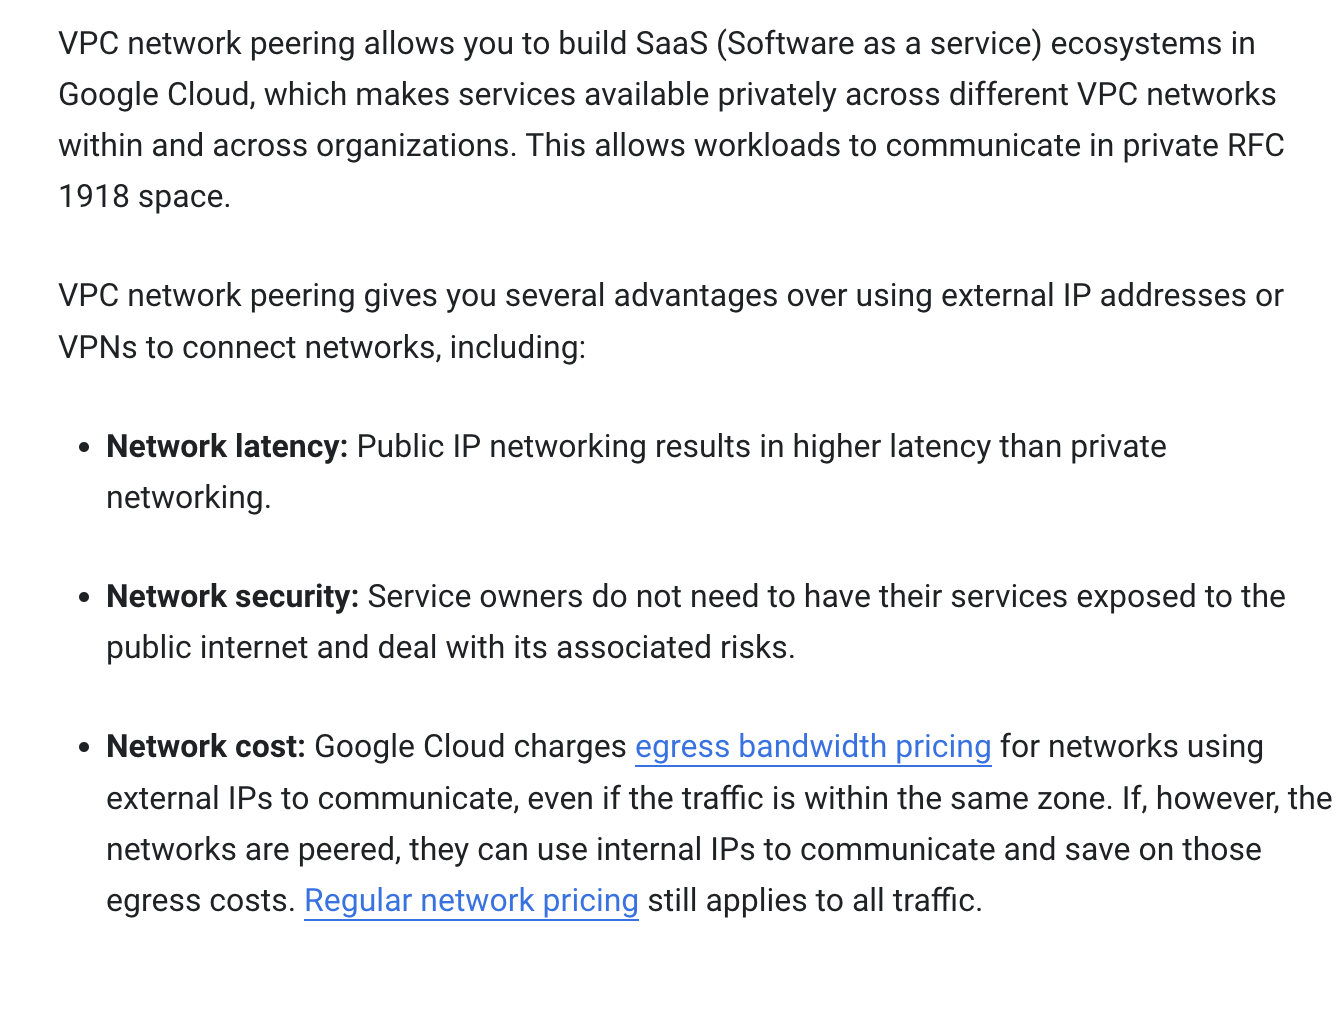 VPC network peering allows you to build SaaS (Software as a service) ecosystems in
Google Cloud, which makes services available privately across different VPC networks
within and across organizations. This allows workloads to communicate in private RFC
1918 space.
VPC network peering gives you several advantages over using external IP addresses or
VPNs to connect networks, including:
• Network latency: Public IP networking results in higher latency than private
networking.
• Network security: Service owners do not need to have their services exposed to the
public internet and deal with its associated risks.
• Network cost: Google Cloud charges egress bandwidth pricing for networks using
external IPs to communicate, even if the traffic is within the same zone. If, however, the
networks are peered, they can use internal IPs to communicate and save on those
egress costs. Regular network pricing still applies to all traffic.